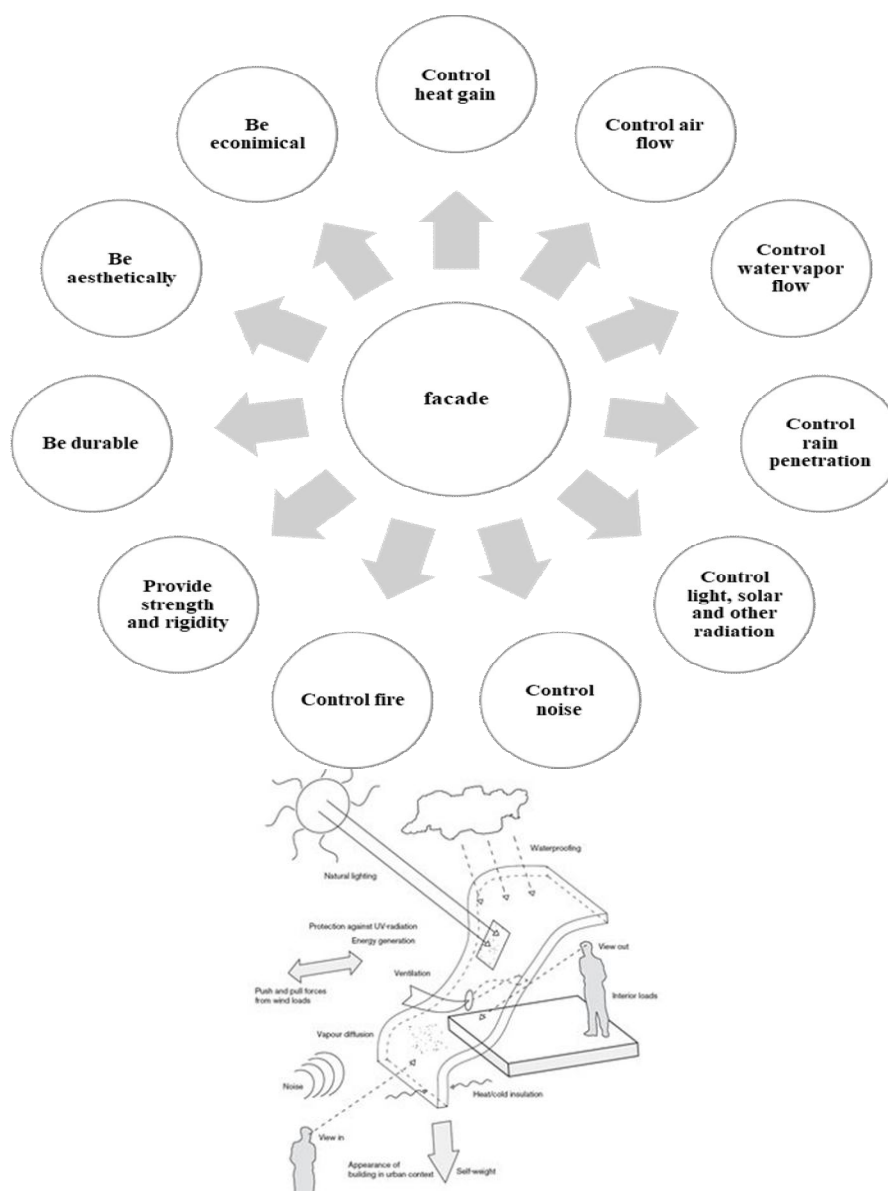 Control
heat gain
Control air
flow
Control
water vapor
flow
Control
rain
penetration
Control
light, solar
and other
radiation
Control
noise
Control fire
Provide
strength
and rigidity
Be durable
Be
aesthetically
Be
econimical
facade
Natural lighting
Waterproofing
Protection against UV-radiation
Energy generation
View out
Push and pull forces
from wind loads
Ventilation
Interior loads
Vapour diffusion
Noise
Heat/cold insulation
View in
Appearance of
building in urban context
Self-weight